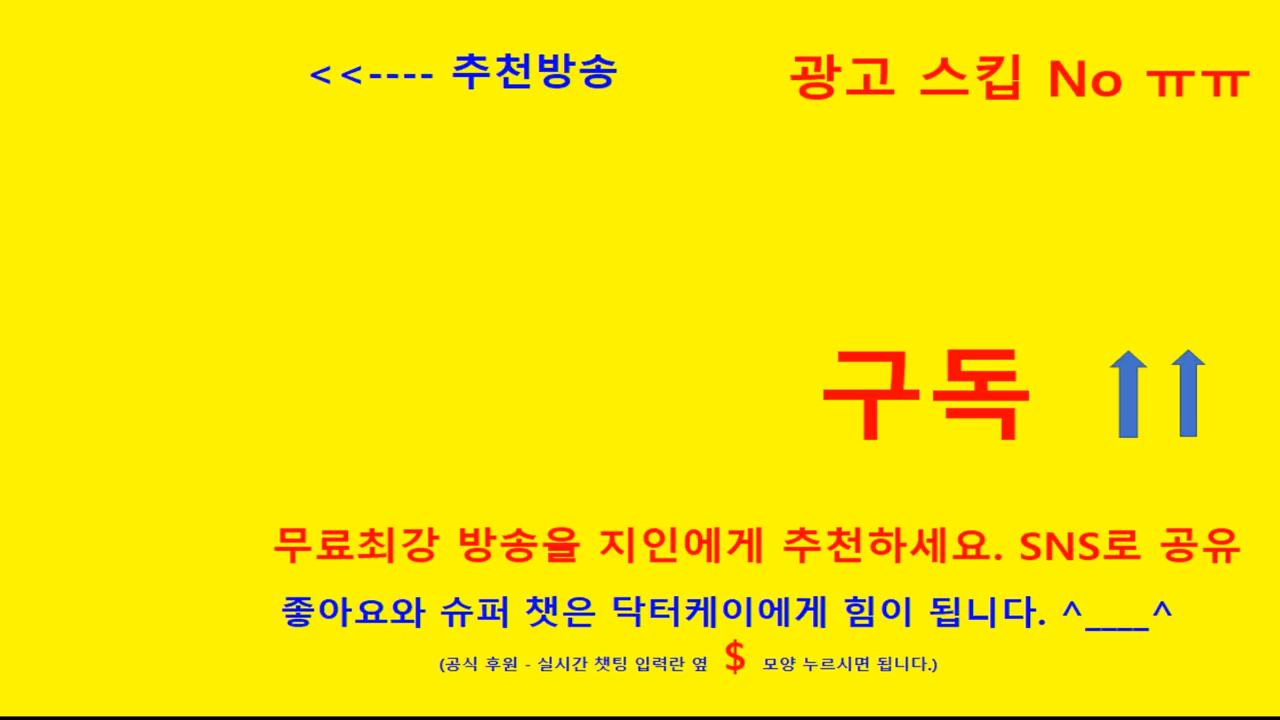 <<---- 추천방송
광고 스킵 No ㅠㅠ
구독
무료최강 방송을 지인에게 추천하세요. SNS로 공유
좋아요와 슈퍼 챗은 닥터케이에게 힘이 됩니다. ^____^
(공식 후원 - 실시간 챗팅 입력란 옆 $ 모양 누르시면 됩니다.)